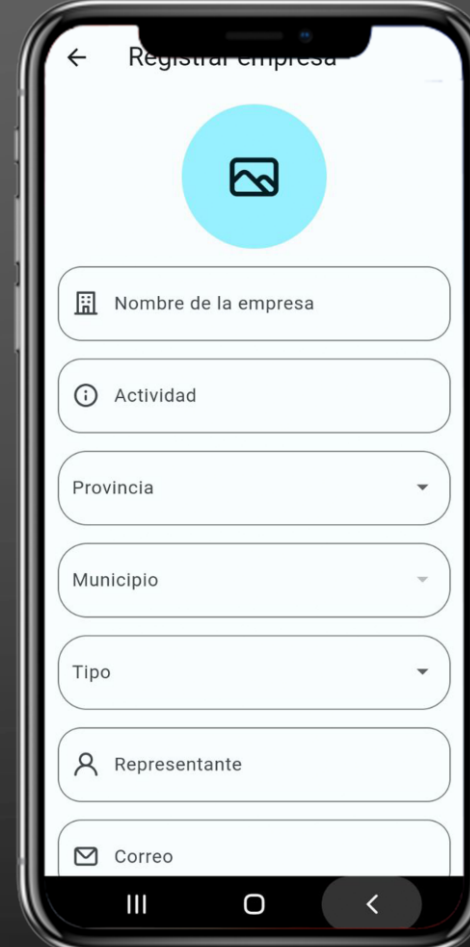 Registrar empresa
Nombre de la empresa
Actividad
Provincia
Municipio
Tipo
Representante
Correo